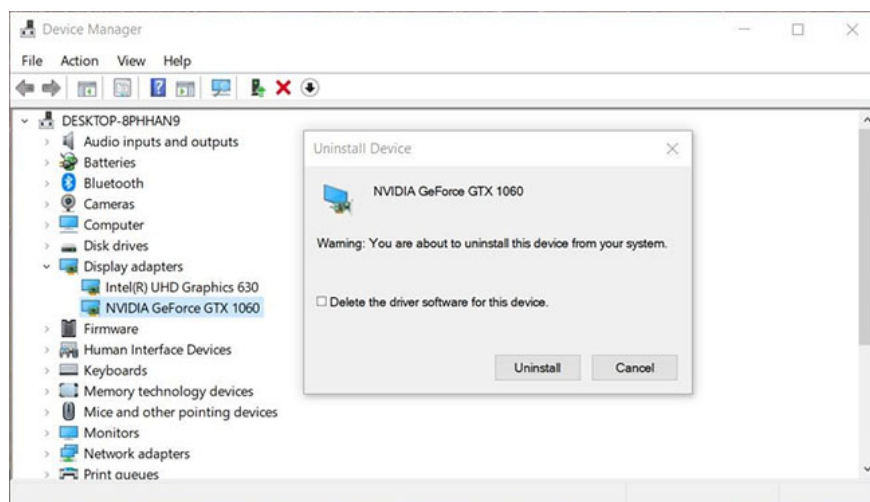 Device Manager
File Action View Help
DESKTOP-8PHHAN9
Audio inputs and outputs
Batteries
Bluetooth
Cameras
Computer
Disk drives
Display adapters
Intel(R) UHD Graphics 630
NVIDIA GeForce GTX 1060
Firmware
Human Interface Devices
Keyboards
Memory technology devices
Mice and other pointing devices
Monitors
Network adapters
Print queues
Uninstall Device
NVIDIA GeForce GTX 1060
Warning: You are about to uninstall this device from your system.
Delete the driver software for this device.
Uninstall Cancel